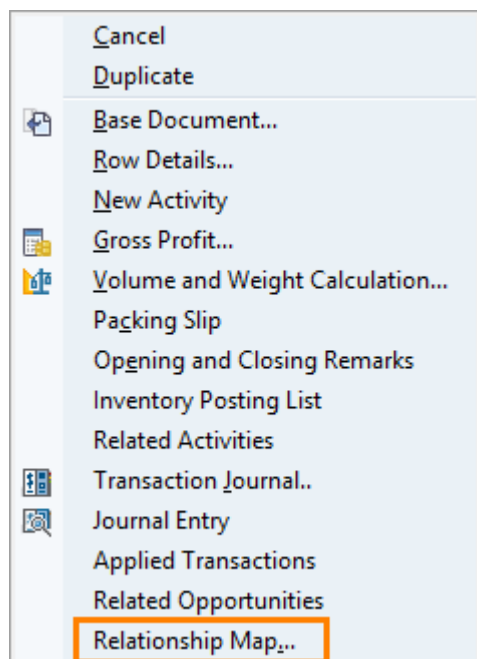 Cancel
Duplicate
Base Document...
Row Details...
New Activity
Gross Profit...
Volume and Weight Calculation...
Packing Slip
Opening and Closing Remarks
Inventory Posting List
Related Activities
Transaction Journal..
Journal Entry
Applied Transactions
Related Opportunities
Relationship Map...